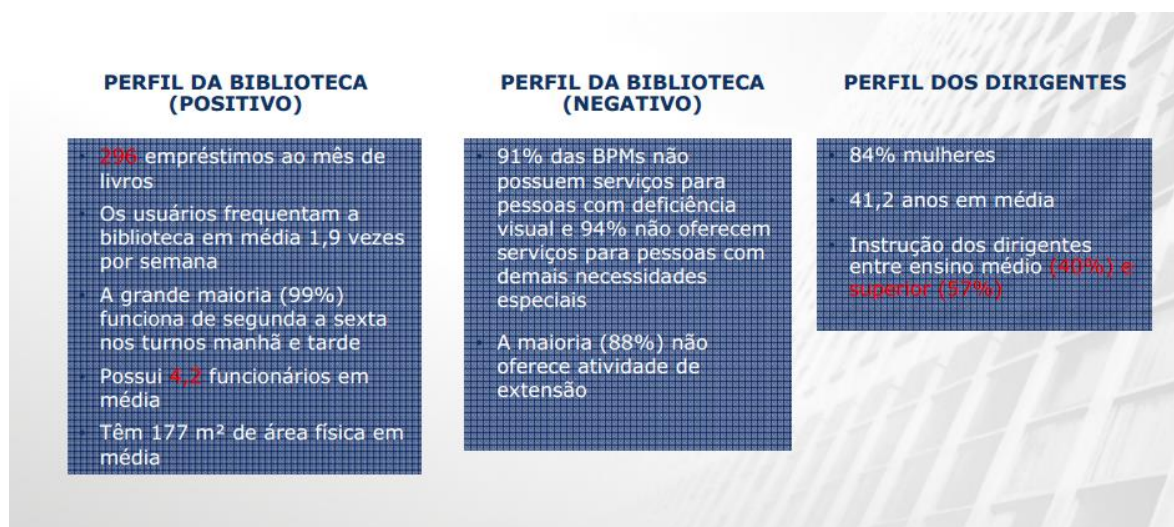 PERFIL DA BIBLIOTECA
(POSITIVO)
• 296 empréstimos ao mês de
livros
• Os usuários frequentam a
biblioteca em média 1,9 vezes
por semana
• A grande maioria (99%)
funciona de segunda a sexta
nos turnos manhã e tarde
• Possui 4,2 funcionários em
média
• Têm 177 m² de área física em
média
PERFIL DA BIBLIOTECA
(NEGATIVO)
• 91% das BPMs não
possuem serviços para
pessoas com deficiência
visual e 94% não oferecem
serviços para pessoas com
demais necessidades
especiais
• A maioria (88%) não
oferece atividade de
extensão
PERFIL DOS DIRIGENTES
• 84% mulheres
• 41,2 anos em média
• Instrução dos dirigentes
entre ensino médio (40%) e
superior (57%)